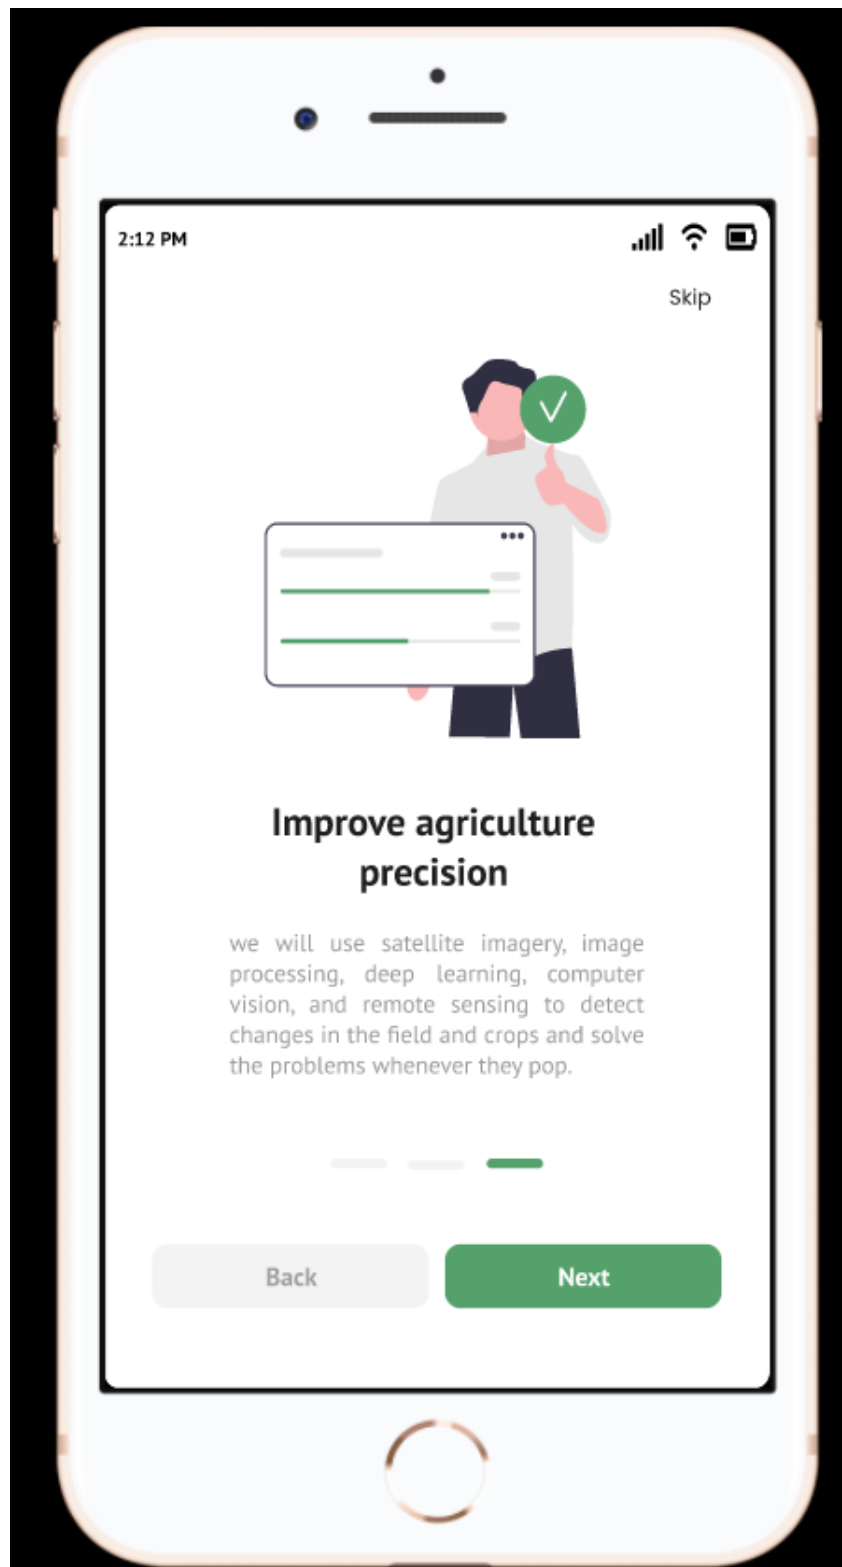 2:12 PM
Skip
Improve agriculture
precision
we will use satellite imagery, image
processing, deep learning, computer
vision, and remote sensing to detect
changes in the field and crops and solve
the problems whenever they pop.
Back
Next